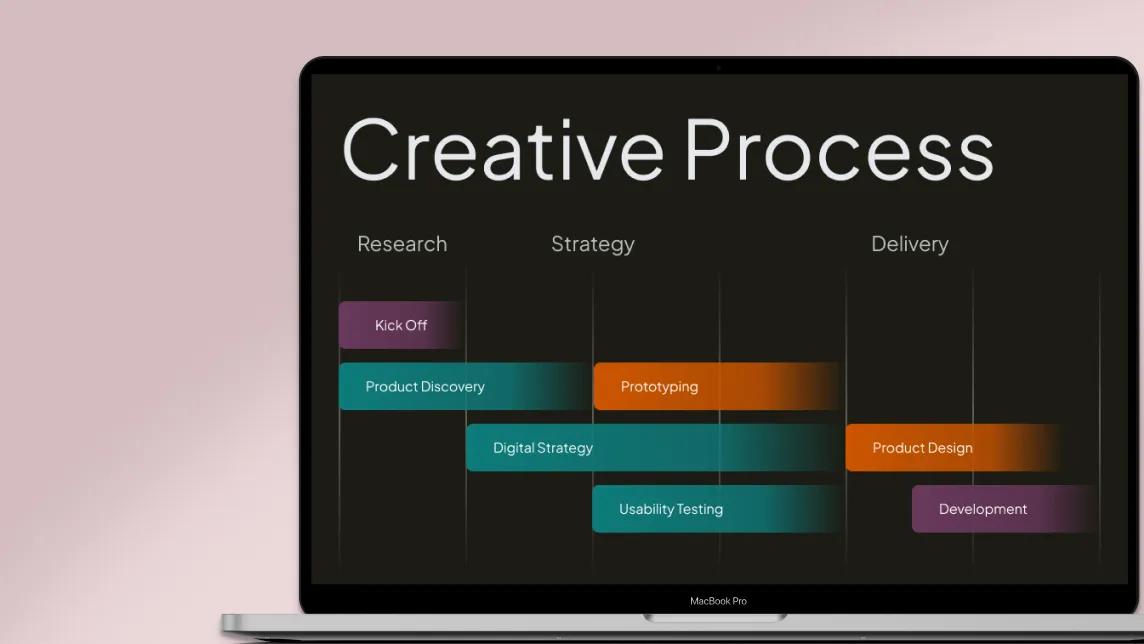 Creative Process
Research Strategy Delivery
Kick Off
Product Discovery Prototyping
Digital Strategy Product Design
Usability Testing Development
MacBook Pro